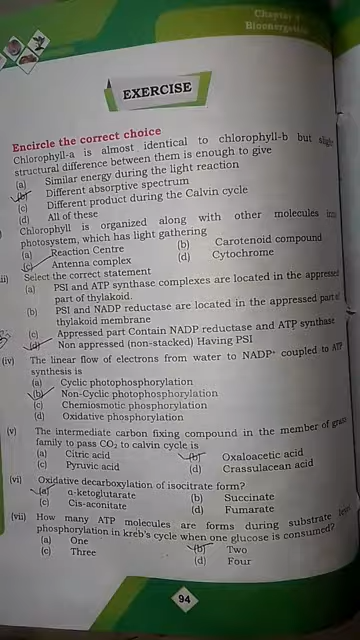 Chapter
Bioenergetics
EXERCISE
Encircle the correct choice
Chlorophyll-a is almost identical to chlorophyll-b but slight
structural difference between them is enough to give
(a) Similar energy during the light reaction
(b) Different absorptive spectrum
(c) Different product during the Calvin cycle
(d) All of these
Chlorophyll is organized along with other molecules into
photosystem, which has light gathering
(a) Reaction Centre (b) Carotenoid compound
(c) Antenna complex (d) Cytochrome
Select the correct statement
(a) PSI and ATP synthase complexes are located in the appressed
part of thylakoid.
(b) PSI and NADP reductase are located in the appressed part of
thylakoid membrane
(c) Appressed part Contain NADP reductase and ATP synthase
(d) Non appressed (non-stacked) Having PSI
(iv) The linear flow of electrons from water to NADP+ coupled to ATP
synthesis is
(a) Cyclic photophosphorylation
(b) Non-Cyclic photophosphorylation
(c) Chemiosmotic phosphorylation
(d) Oxidative phosphorylation
(v) The intermediate carbon fixing compound in the member of gram
family to pass CO₂ to calvin cycle is
(a) Citric acid (b) Oxaloacetic acid
(c) Pyruvic acid (d) Crassulacean acid
(vi) Oxidative decarboxylation of isocitrate form?
(a) α-ketoglutarate (b) Succinate
(c) Cis-aconitate (d) Fumarate
(vii) How many ATP molecules are forms during substrate level
phosphorylation in kreb's cycle when one glucose is consumed?
(a) One (b) Two
(c) Three (d) Four
94